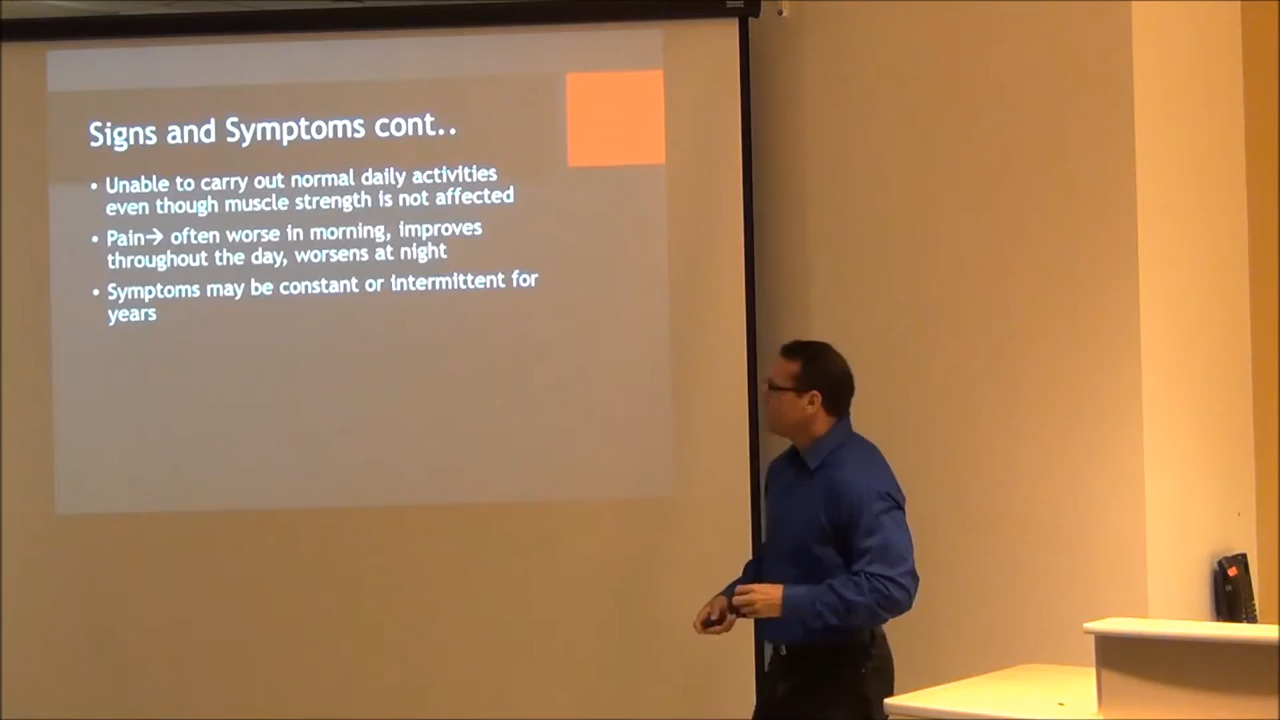 Signs and Symptoms cont..
• Unable to carry out normal daily activities
even though muscle strength is not affected
• Pain→ often worse in morning, improves
throughout the day, worsens at night
• Symptoms may be constant or intermittent for
years